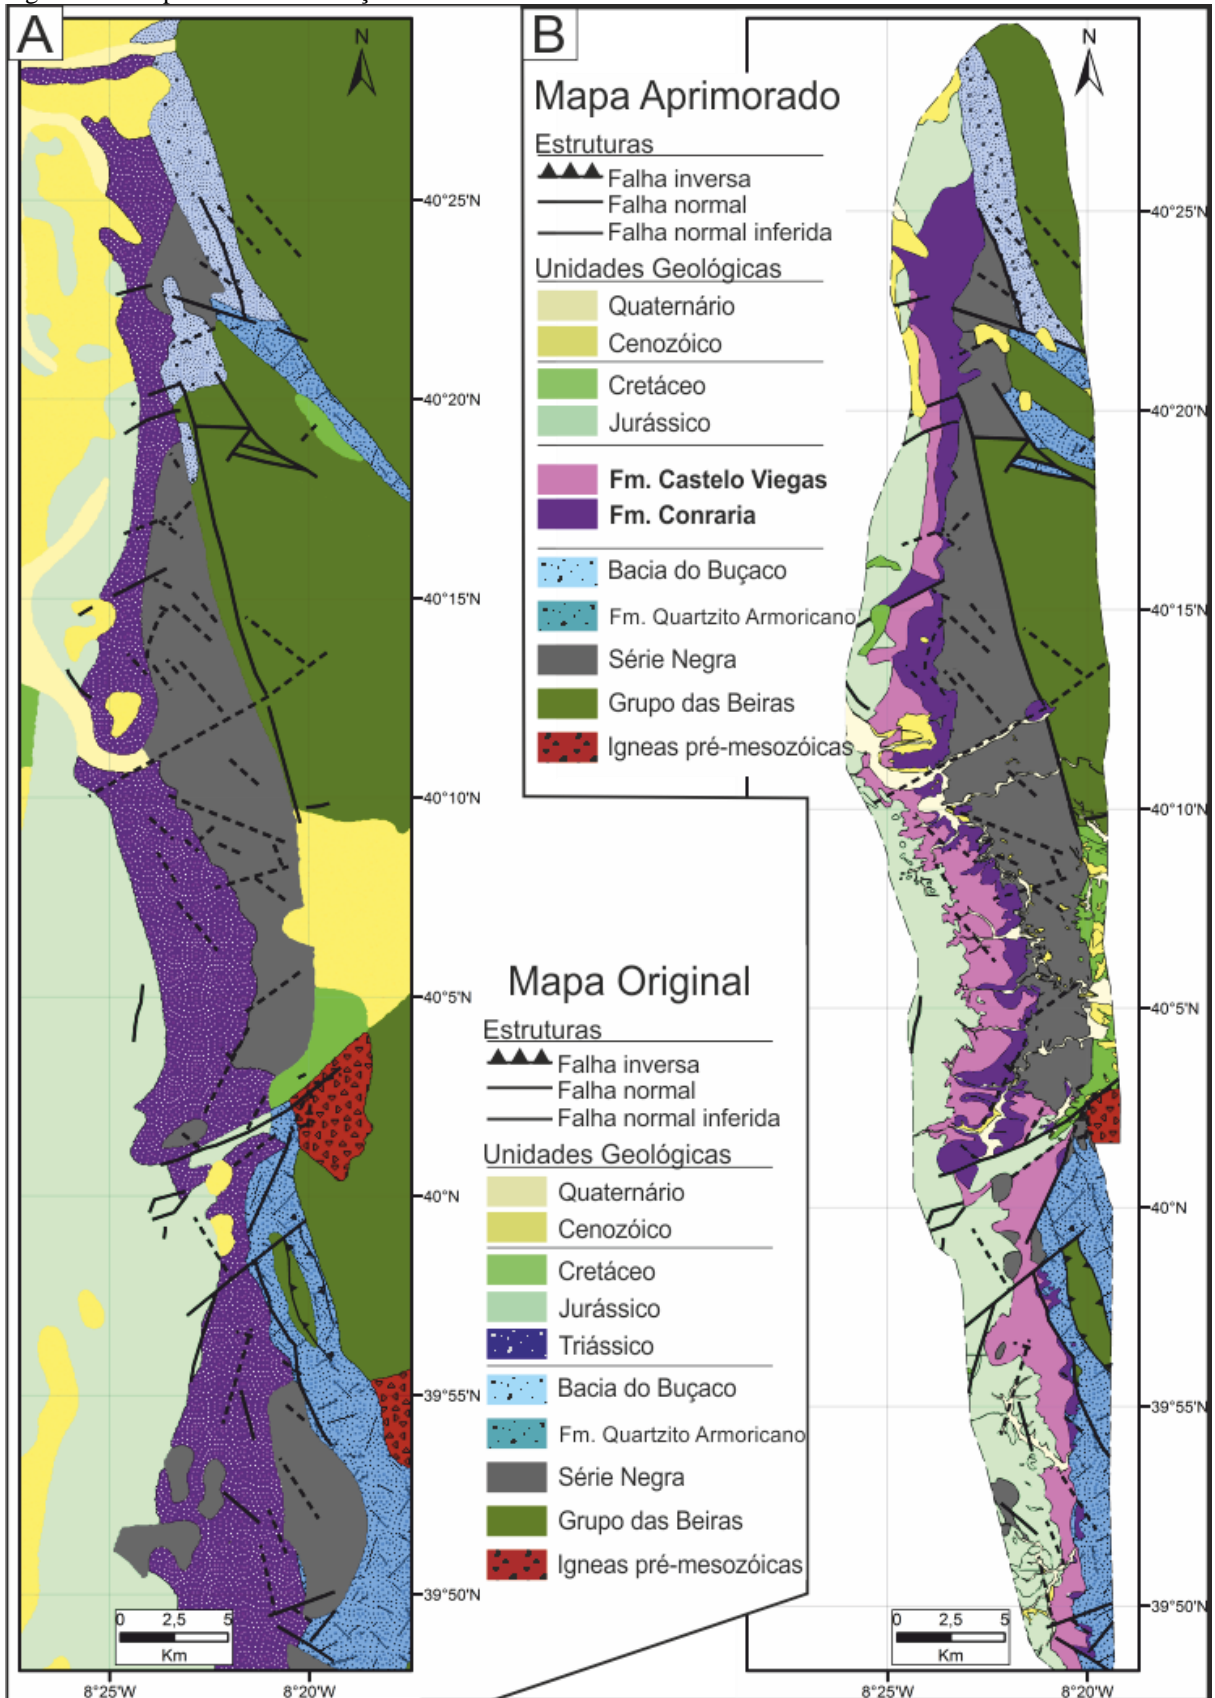 A
N
40°25'N
40°20'N
40°15'N
40°10'N
40°5'N
40°N
39°55'N
39°50'N
0 2,5 5
Km
8°25'W 8°20'W
B
Mapa Aprimorado
Estruturas
Falha inversa
Falha normal
Falha normal inferida
Unidades Geológicas
Quaternário
Cenozóico
Cretáceo
Jurássico
Fm. Castelo Viegas
Fm. Conraria
Bacia do Buçaco
Fm. Quartzito Armoricano
Série Negra
Grupo das Beiras
Igneas pré-mesozóicas
Mapa Original
Estruturas
Falha inversa
Falha normal
Falha normal inferida
Unidades Geológicas
Quaternário
Cenozóico
Cretáceo
Jurássico
Triássico
Bacia do Buçaco
Fm. Quartzito Armoricano
Série Negra
Grupo das Beiras
Igneas pré-mesozóicas
N
40°25'N
40°20'N
40°15'N
40°10'N
40°5'N
40°N
39°55'N
39°50'N
0 2,5 5
Km
8°25'W 8°20'W